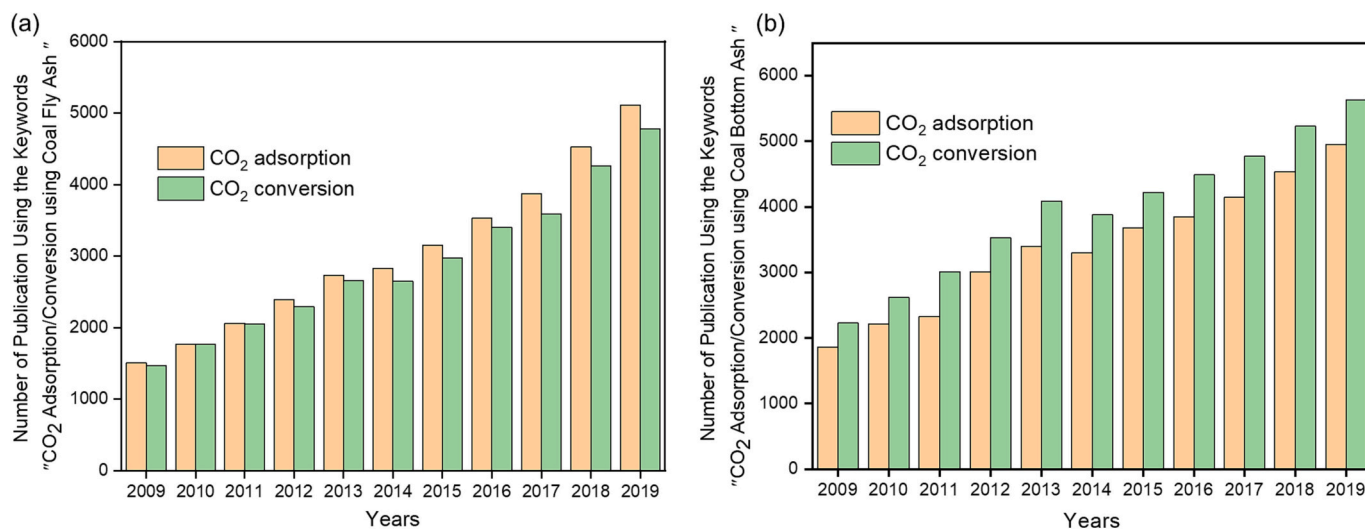 (a)
Number of Publication Using the Keywords
"CO2 Adsorption/Conversion using Coal Fly Ash "
6000
5000
4000
3000
2000
1000
0
CO2 adsorption
CO2 conversion
2009 2010 2011 2012 2013 2014 2015 2016 2017 2018 2019
Years
(b)
Number of Publication Using the Keywords
"CO2 Adsorption/Conversion using Coal Bottom Ash "
6000
5000
4000
3000
2000
1000
0
CO2 adsorption
CO2 conversion
2009 2010 2011 2012 2013 2014 2015 2016 2017 2018 2019
Years